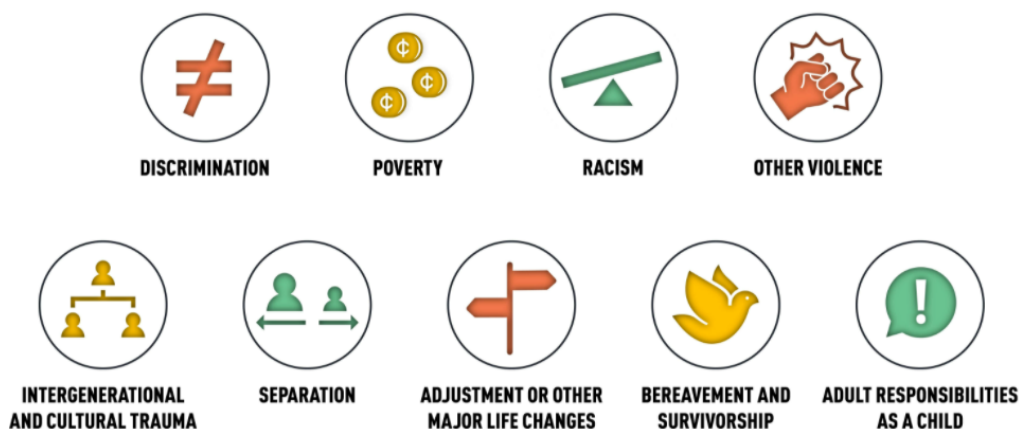 DISCRIMINATION
POVERTY
RACISM
OTHER VIOLENCE
INTERGENERATIONAL
AND CULTURAL TRAUMA
SEPARATION
ADJUSTMENT OR OTHER
MAJOR LIFE CHANGES
BEREAVEMENT AND
SURVIVORSHIP
ADULT RESPONSIBILITIES
AS A CHILD